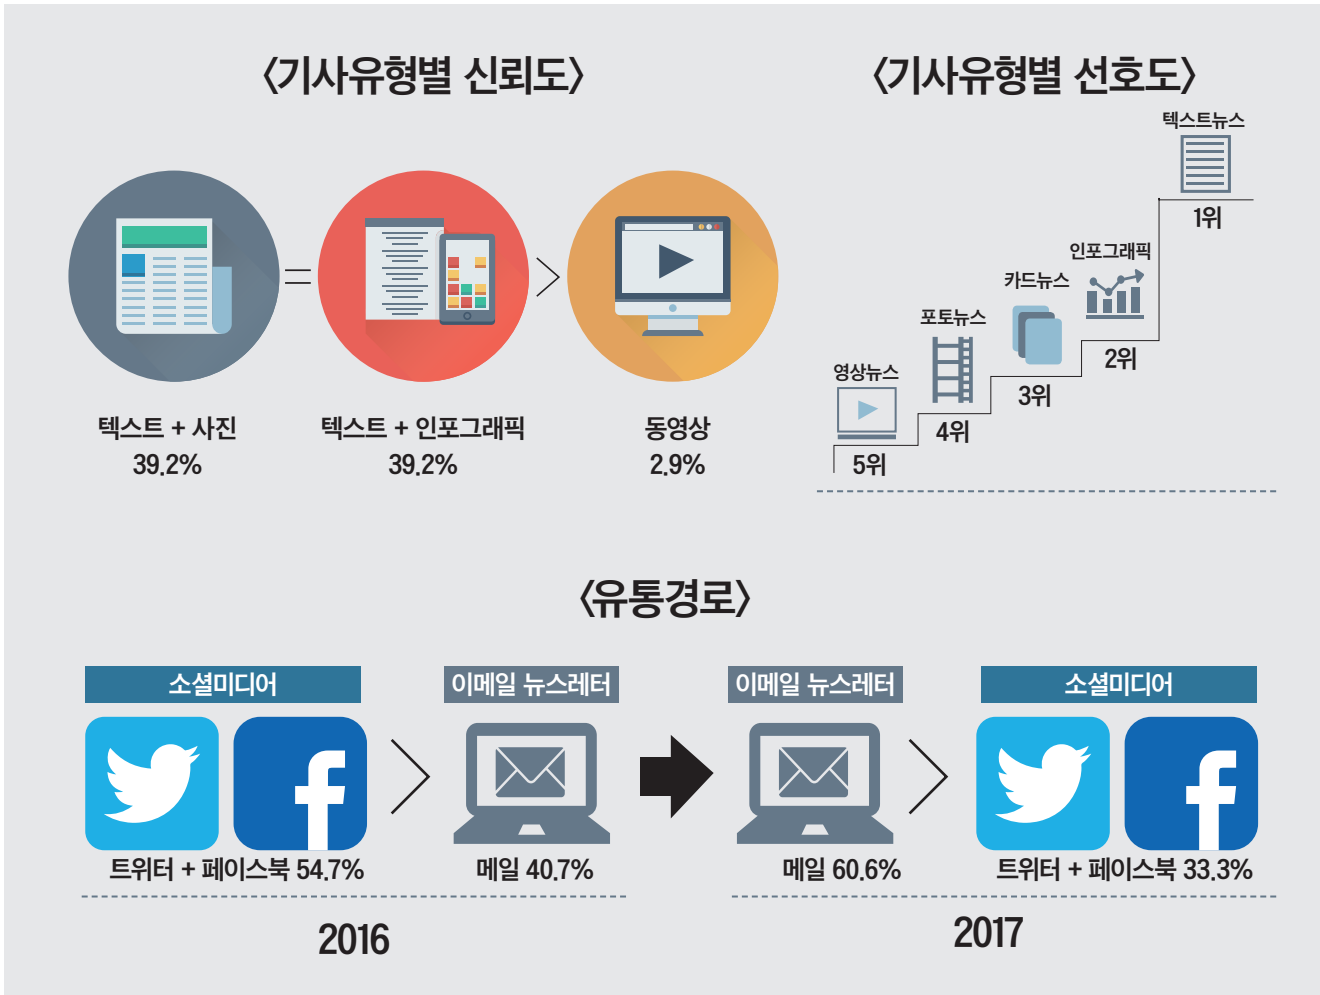 <기사유형별 신뢰도>
텍스트 + 사진
39.2%
=
텍스트 + 인포그래픽
39.2%
>
동영상
2.9%
<기사유형별 선호도>
텍스트뉴스
1위
인포그래픽
2위
카드뉴스
3위
포토뉴스
4위
영상뉴스
5위
<유통경로>
소셜미디어
트위터 + 페이스북 54.7%
>
이메일 뉴스레터
메일 40.7%
2016
이메일 뉴스레터
메일 60.6%
>
소셜미디어
트위터 + 페이스북 33.3%
2017